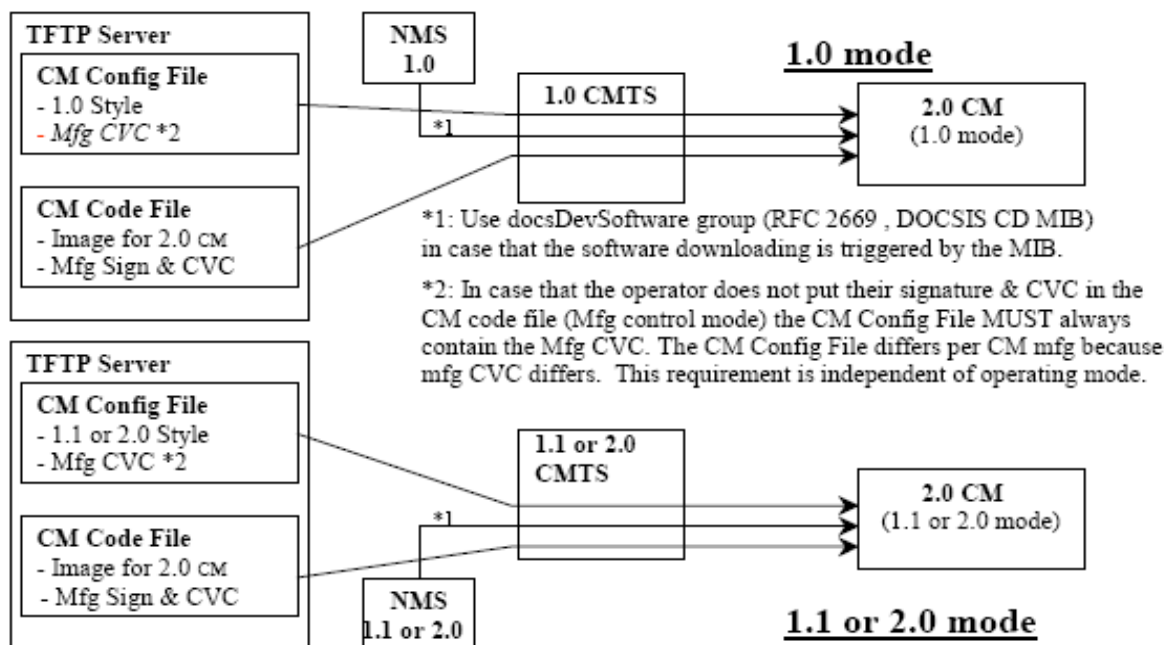 TFTP Server
CM Config File
- 1.0 Style
- Mfg CVC *2
CM Code File
- Image for 2.0 CM
- Mfg Sign & CVC
NMS
1.0
*1
1.0 CMTS
1.0 mode
2.0 CM
(1.0 mode)
*1: Use docsDevSoftware group (RFC 2669 , DOCSIS CD MIB)
in case that the software downloading is triggered by the MIB.
*2: In case that the operator does not put their signature & CVC in the
CM code file (Mfg control mode) the CM Config File MUST always
contain the Mfg CVC. The CM Config File differs per CM mfg because
mfg CVC differs.  This requirement is independent of operating mode.
TFTP Server
CM Config File
- 1.1 or 2.0 Style
- Mfg CVC *2
CM Code File
- Image for 2.0 CM
- Mfg Sign & CVC
*1
NMS
1.1 or 2.0
1.1 or 2.0
CMTS
2.0 CM
(1.1 or 2.0 mode)
1.1 or 2.0 mode